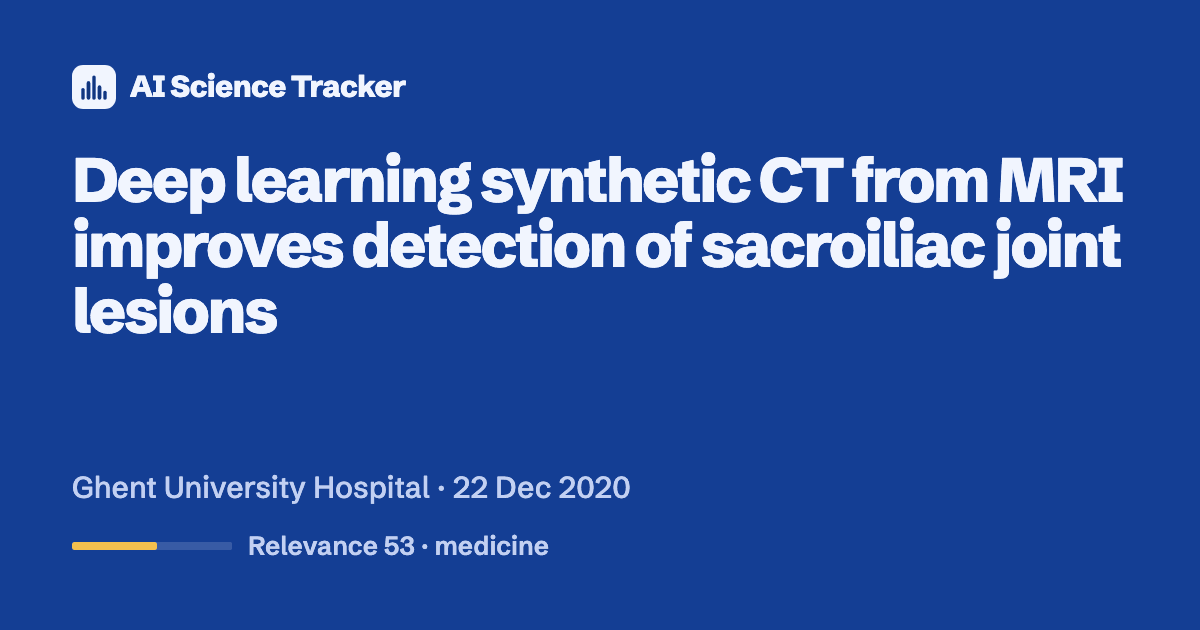 AI Science Tracker
Deep learning synthetic CT from MRI
improves detection of sacroiliac joint
lesions
Ghent University Hospital · 22 Dec 2020
Relevance 53 · medicine